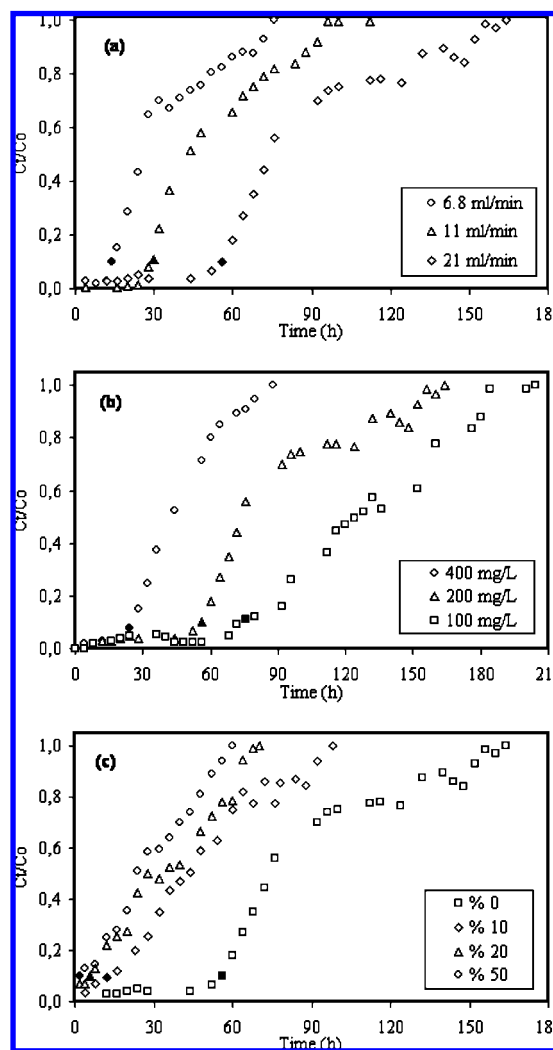 (a)
Ct/Co
1,0
0,8
0,6
0,4
0,2
0,0
6.8 ml/min
11 ml/min
21 ml/min
0 30 60 90 120 150 18
Time (h)
(b)
Ct/Co
1,0
0,8
0,6
0,4
0,2
0,0
400 mg/L
200 mg/L
100 mg/L
0 30 60 90 120 150 180 21
Time (h)
(c)
Ct/Co
1,0
0,8
0,6
0,4
0,2
0,0
% 0
% 10
% 20
% 50
0 30 60 90 120 150 18
Time (h)